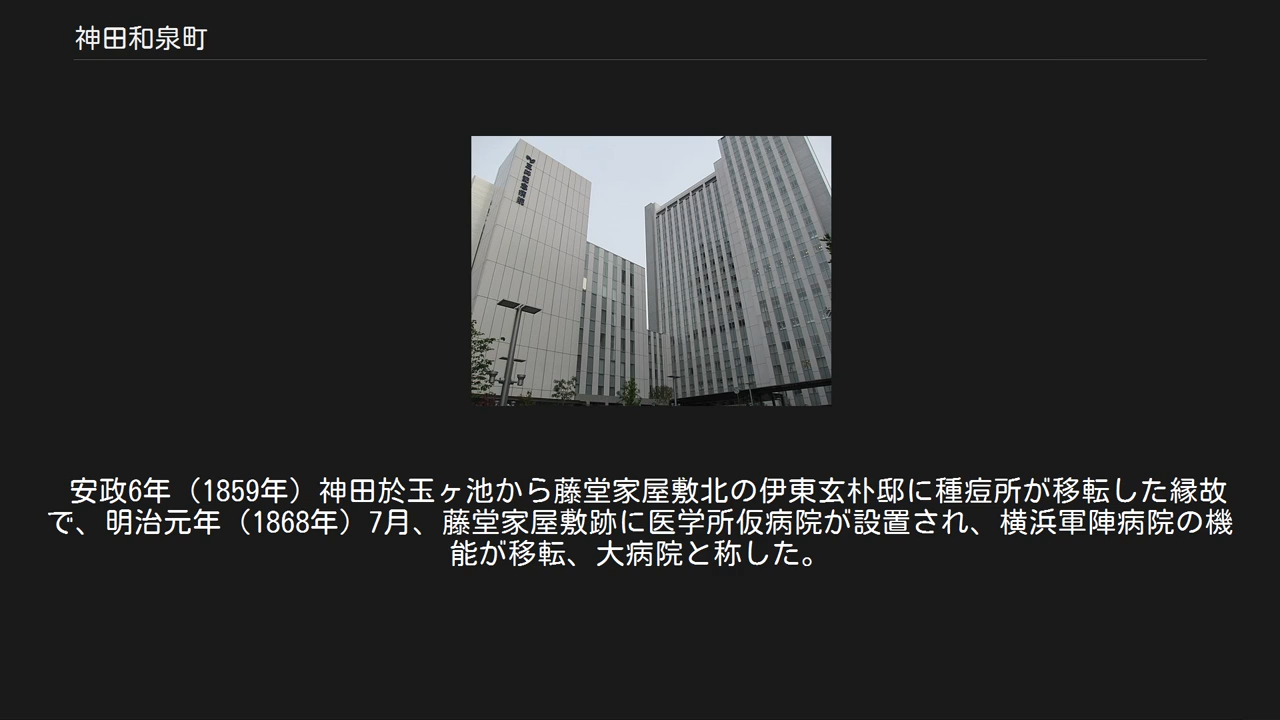 神田和泉町
安政6年（1859年）神田於玉ヶ池から藤堂家屋敷北の伊東玄朴邸に種痘所が移転した縁故
で、明治元年（1868年）7月、藤堂家屋敷跡に医学所仮病院が設置され、横浜軍陣病院の機
能が移転、大病院と称した。